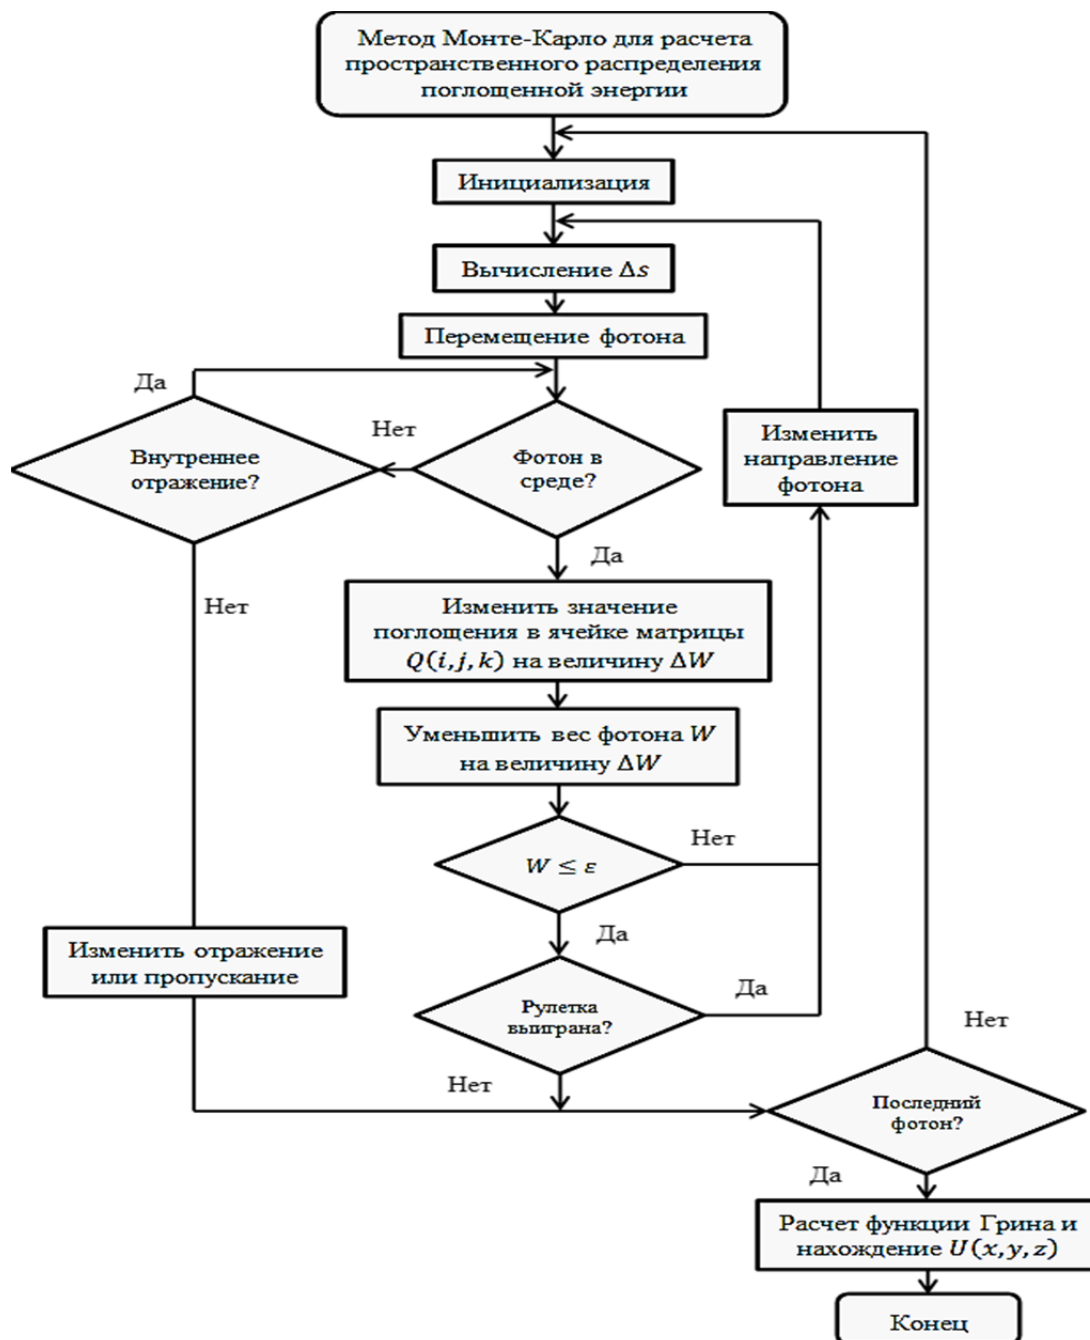 Метод Монте-Карло для расчета
пространственного распределения
поглощенной энергии
Инициализация
Вычисление Δs
Перемещение фотона
Да
Нет
Внутреннее
отражение?
Фотон в
среде?
Изменить
направление
фотона
Да
Нет
Изменить значение
поглощения в ячейке матрицы
Q(i,j,k) на величину ΔW
Уменьшить вес фотона W
на величину ΔW
Нет
W ≤ ε
Да
Изменить отражение
или пропускание
Рулетка
выиграна?
Да
Нет
Нет
Последний
фотон?
Да
Расчет функции Грина и
нахождение U(x,y,z)
Конец